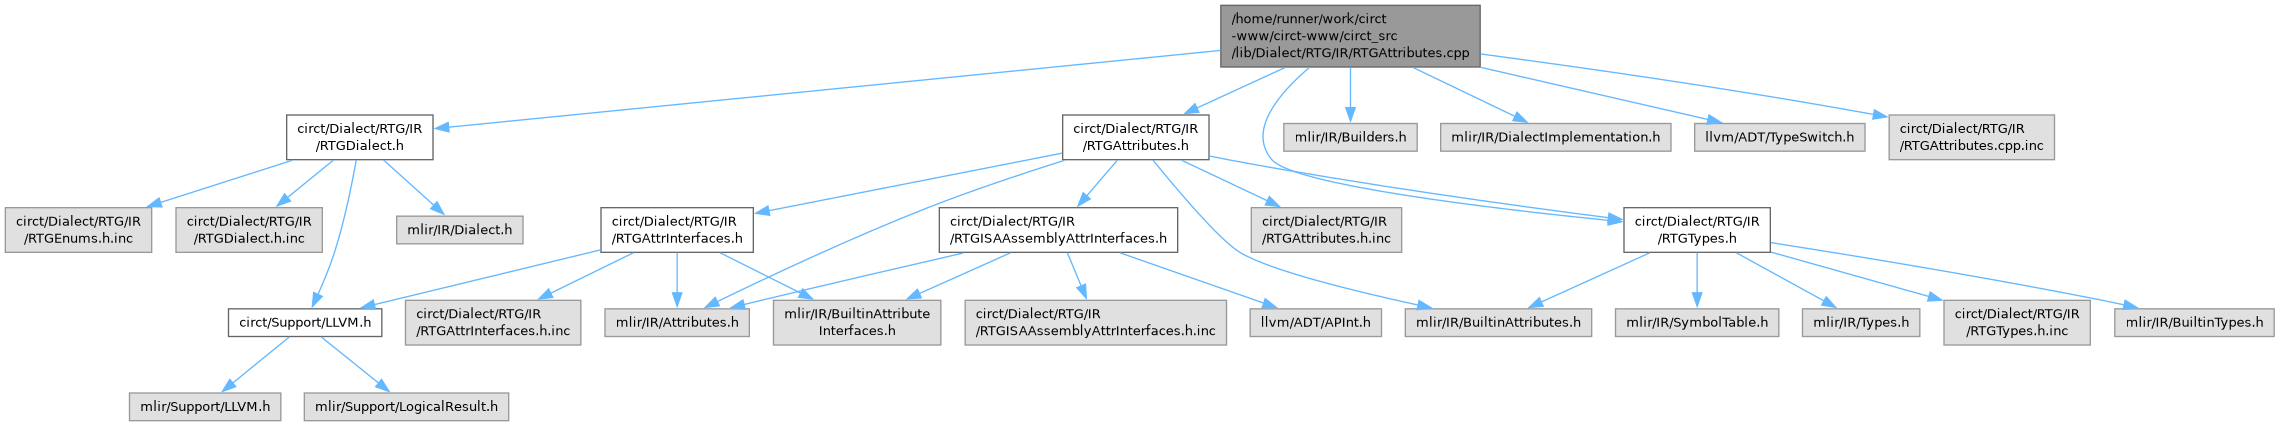 /home/runner/work/circt
-www/circt-www/circt_src
/lib/Dialect/RTG/IR/RTGAttributes.cpp
circt/Dialect/RTG/IR
/RTGDialect.h
circt/Dialect/RTG/IR
/RTGAttributes.h
mlir/IR/Builders.h
mlir/IR/DialectImplementation.h
llvm/ADT/TypeSwitch.h
circt/Dialect/RTG/IR
/RTGAttributes.cpp.inc
circt/Dialect/RTG/IR
/RTGEnums.h.inc
circt/Dialect/RTG/IR
/RTGDialect.h.inc
mlir/IR/Dialect.h
circt/Dialect/RTG/IR
/RTGAttrInterfaces.h
circt/Dialect/RTG/IR
/RTGISAAssemblyAttrInterfaces.h
circt/Dialect/RTG/IR
/RTGAttributes.h.inc
circt/Dialect/RTG/IR
/RTGTypes.h
circt/Support/LLVM.h
circt/Dialect/RTG/IR
/RTGAttrInterfaces.h.inc
mlir/IR/Attributes.h
mlir/IR/BuiltinAttribute
Interfaces.h
circt/Dialect/RTG/IR
/RTGISAAssemblyAttrInterfaces.h.inc
llvm/ADT/APInt.h
mlir/IR/BuiltinAttributes.h
mlir/IR/SymbolTable.h
mlir/IR/Types.h
circt/Dialect/RTG/IR
/RTGTypes.h.inc
mlir/IR/BuiltinTypes.h
mlir/Support/LLVM.h
mlir/Support/LogicalResult.h